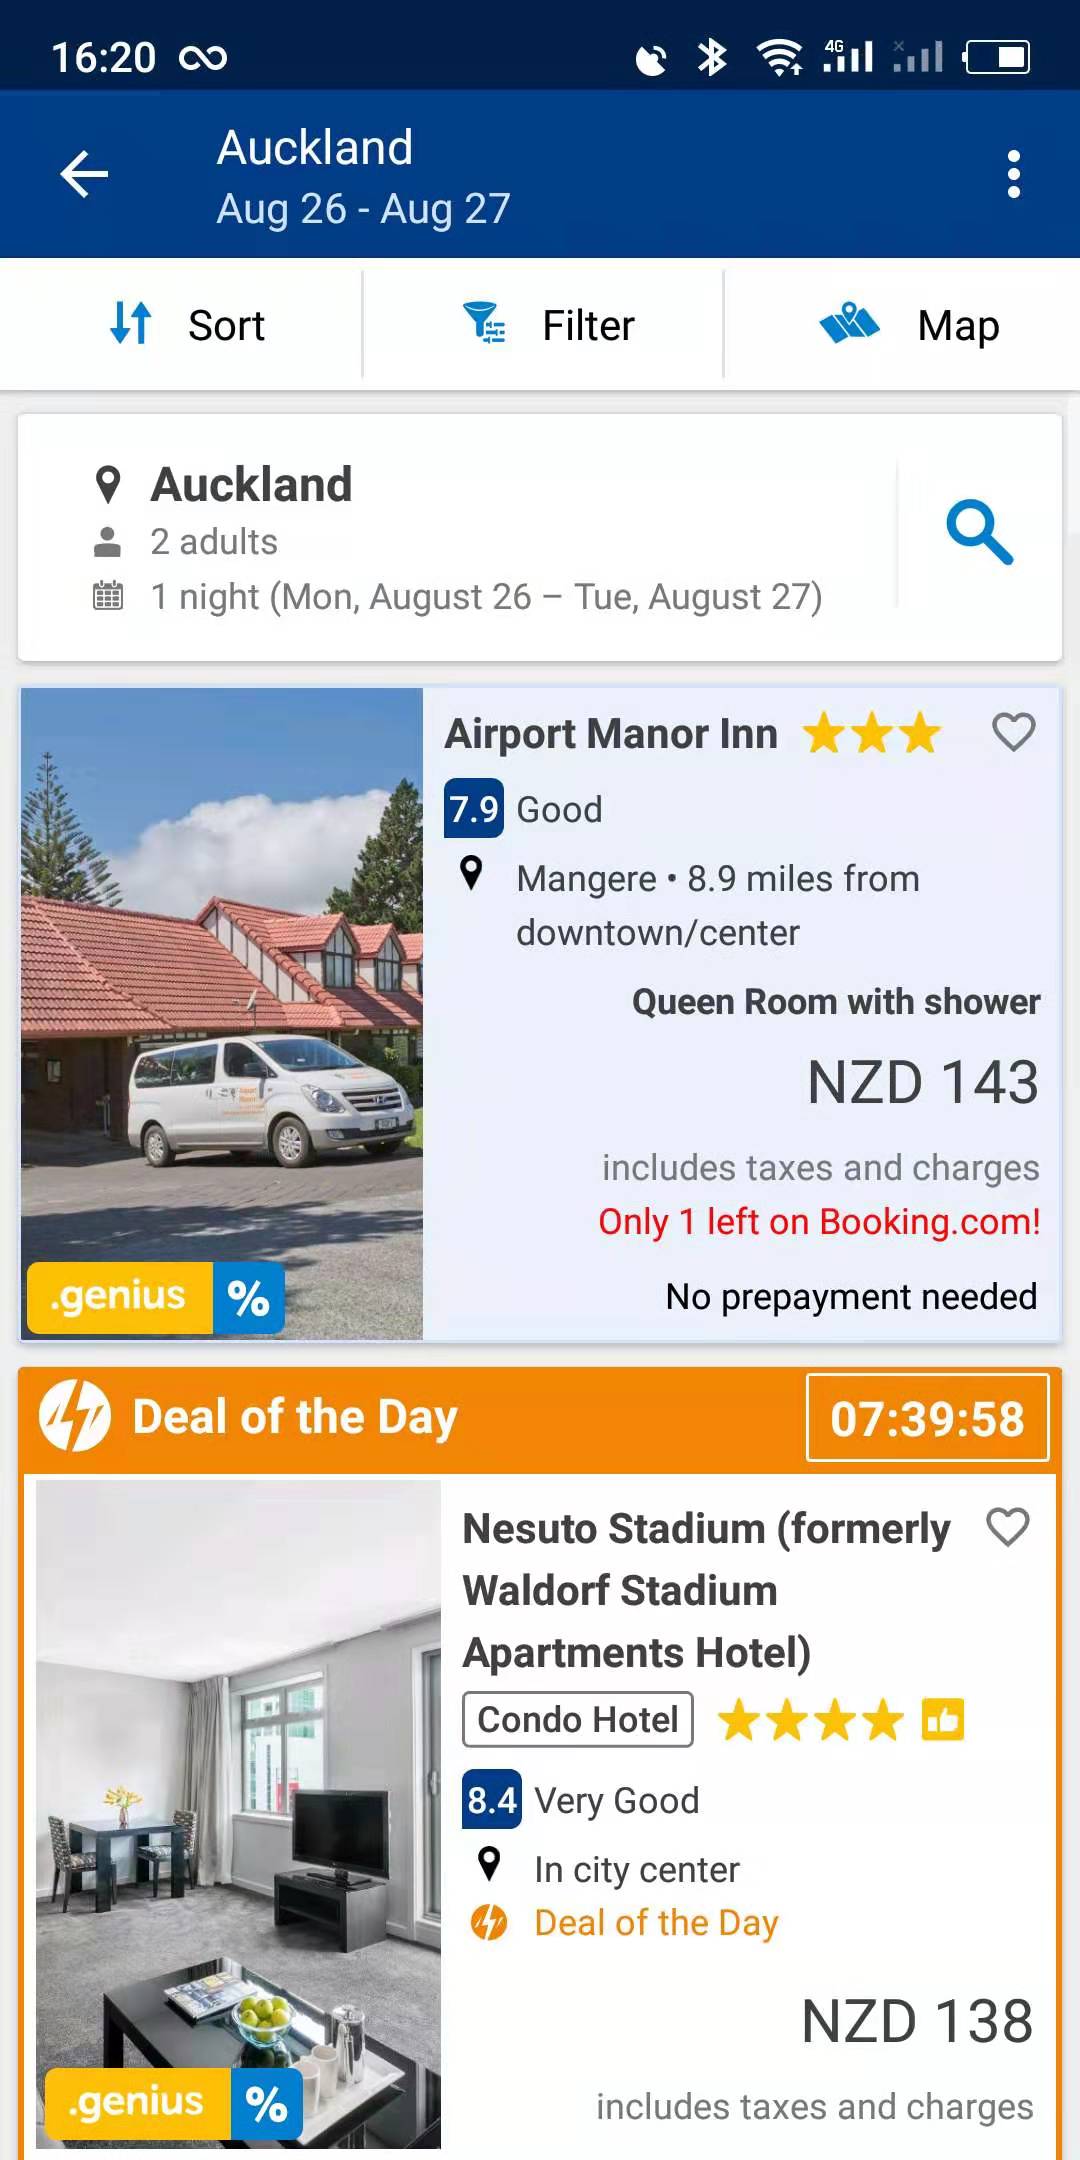 16:20
4G
Auckland
Aug 26 - Aug 27
Sort
Filter
Map
Auckland
2 adults
1 night (Mon, August 26 – Tue, August 27)
Airport Manor Inn
7.9 Good
Mangere • 8.9 miles from
downtown/center
Queen Room with shower
NZD 143
includes taxes and charges
Only 1 left on Booking.com!
No prepayment needed
.genius %
Deal of the Day
07:39:58
Nesuto Stadium (formerly
Waldorf Stadium
Apartments Hotel)
Condo Hotel
8.4 Very Good
In city center
Deal of the Day
NZD 138
includes taxes and charges
.genius %